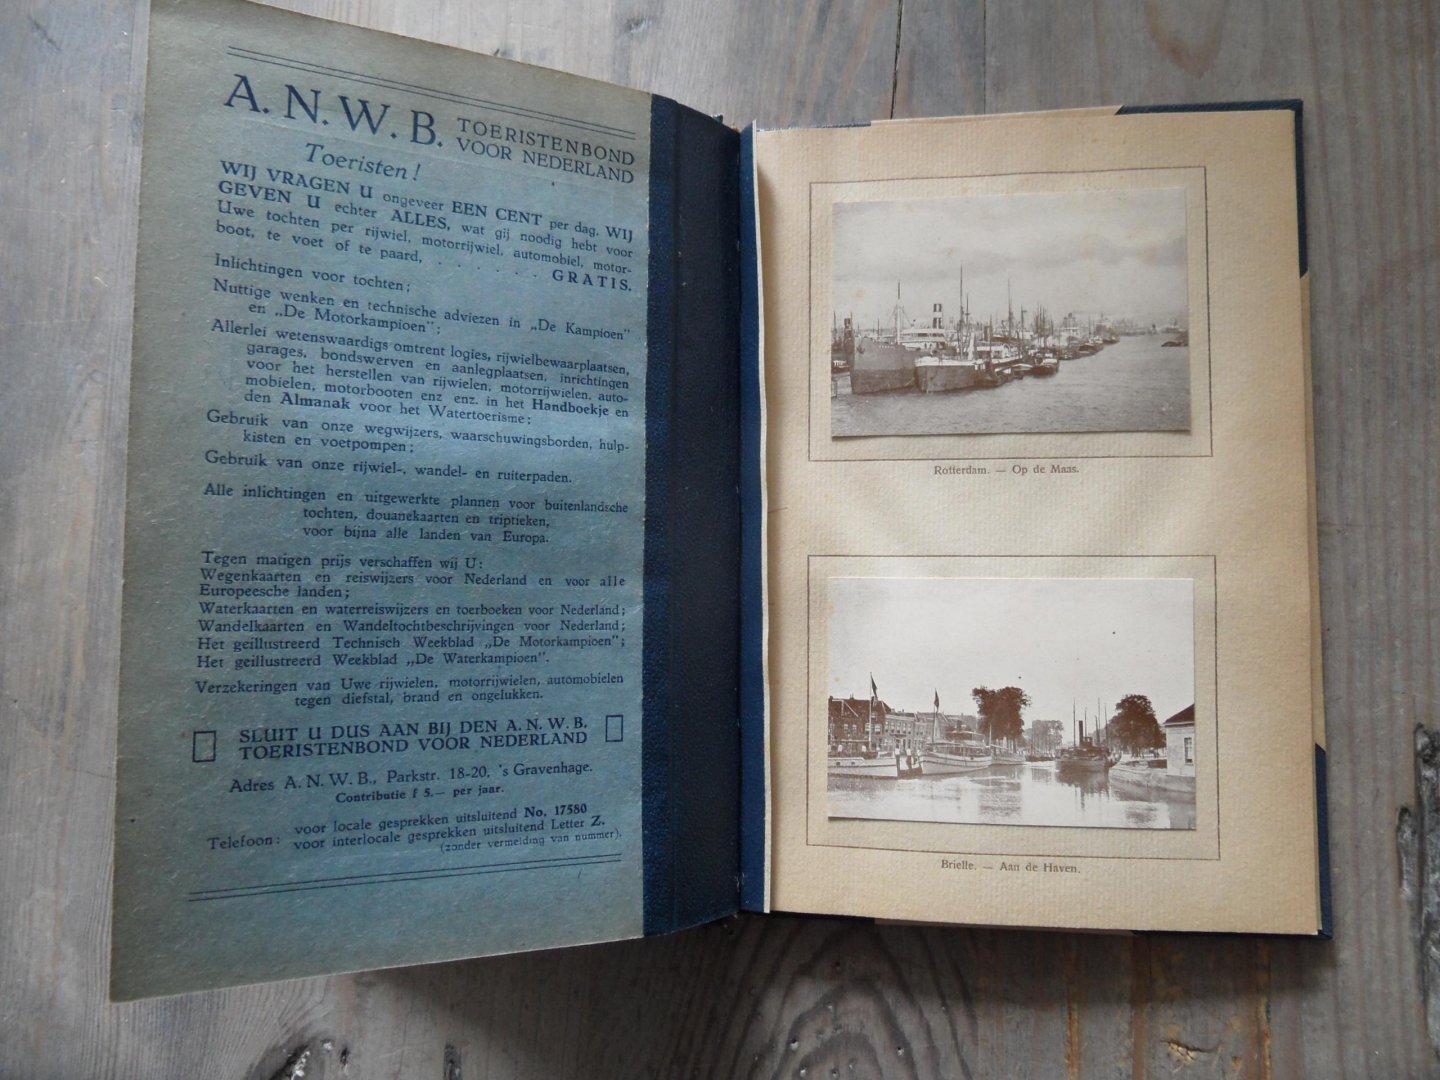 A. N. W. B. TOERISTENBOND
VOOR NEDERLAND
Toeristen!
WIJ VRAGEN U ongeveer EEN CENT per dag. WIJ
GEVEN U echter ALLES, wat gij noodig hebt voor
Uwe tochten per rijwiel, motorrijwiel, automobiel, motor-
boot, te voet of te paard, . . . . . . . GRATIS.
Inlichtingen voor tochten;
Nuttige wenken en technische adviezen in „De Kampioen”
en „De Motorkampioen”;
Allerlei wetenswaardigs omtrent logies, rijwielbewaarplaatsen,
garages, bondswerven en aanlegplaatsen, inrichtingen
voor het herstellen van rijwielen, motorrijwielen, auto-
mobielen, motorbooten enz enz. in het Handboekje en
den Almanak voor het Watertoerisme;
Gebruik van onze wegwijzers, waarschuwingsborden, hulp-
kisten en voetpompen;
Gebruik van onze rijwiel-, wandel- en ruiterpaden.
Alle inlichtingen en uitgewerkte plannen voor buitenlandsche
tochten, douanekaarten en triptieken,
voor bijna alle landen van Europa.
Tegen matigen prijs verschaffen wij U:
Wegenkaarten en reiswijzers voor Nederland en voor alle
Europeesche landen;
Waterkaarten en waterreiswijzers en toerboeken voor Nederland;
Wandelkaarten en Wandeltochtbeschrijvingen voor Nederland;
Het geïllustreerd Technisch Weekblad „De Motorkampioen”;
Het geïllustreerd Weekblad „De Waterkampioen”.
Verzekeringen van Uwe rijwielen, motorrijwielen, automobielen
tegen diefstal, brand en ongelukken.
SLUIT U DUS AAN BIJ DEN A. N. W. B.
TOERISTENBOND VOOR NEDERLAND
Adres A. N. W. B., Parkstr. 18-20, 's Gravenhage.
Contributie f 5.— per jaar.
Telefoon: voor locale gesprekken uitsluitend No. 17580
voor interlocale gesprekken uitsluitend Letter Z.
(zonder vermelding van nummer).
Rotterdam. — Op de Maas.
Brielle. — Aan de Haven.